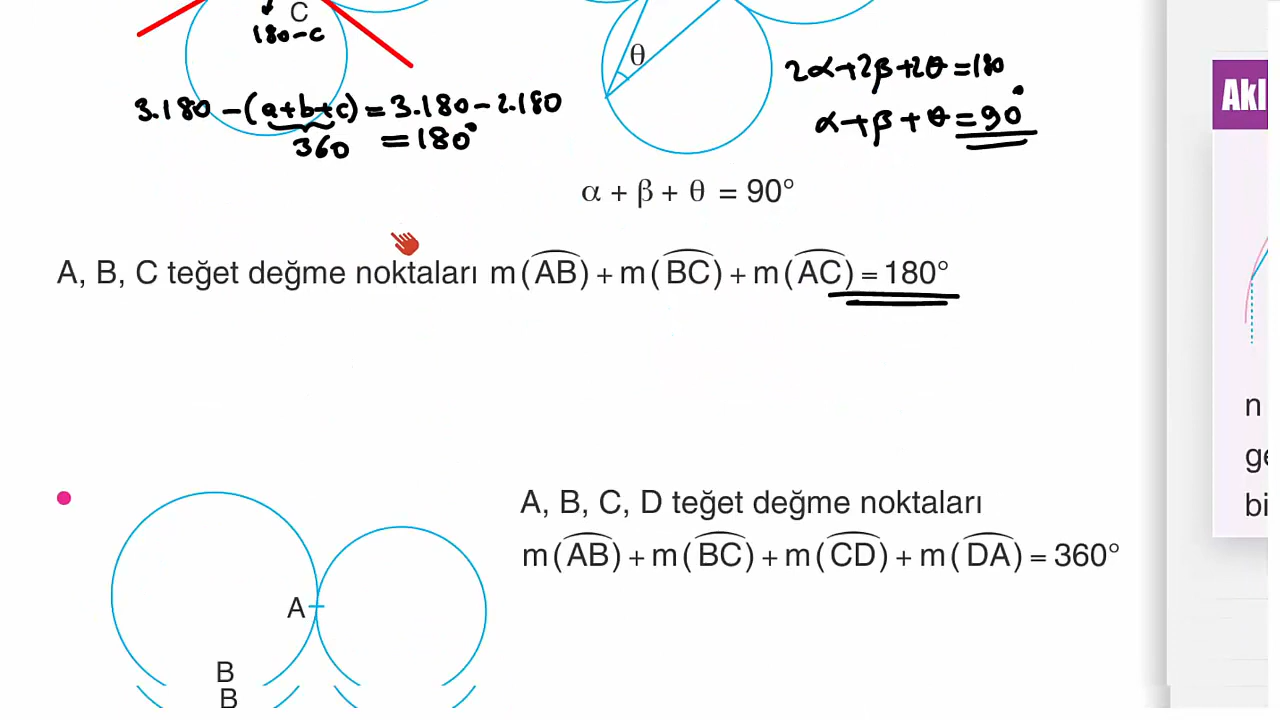 C
180-c
θ
2α+2β+2θ=180
3.180-(a+b+c)=3.180-2.180
α+β+θ=90°
360
=180°
α + β + θ = 90°
A, B, C teğet değme noktaları m(AB) + m(BC) + m(AC) = 180°
A, B, C, D teğet değme noktaları
m(AB) + m(BC) + m(CD) + m(DA) = 360°
A
B
B
Akl
n
ge
bi